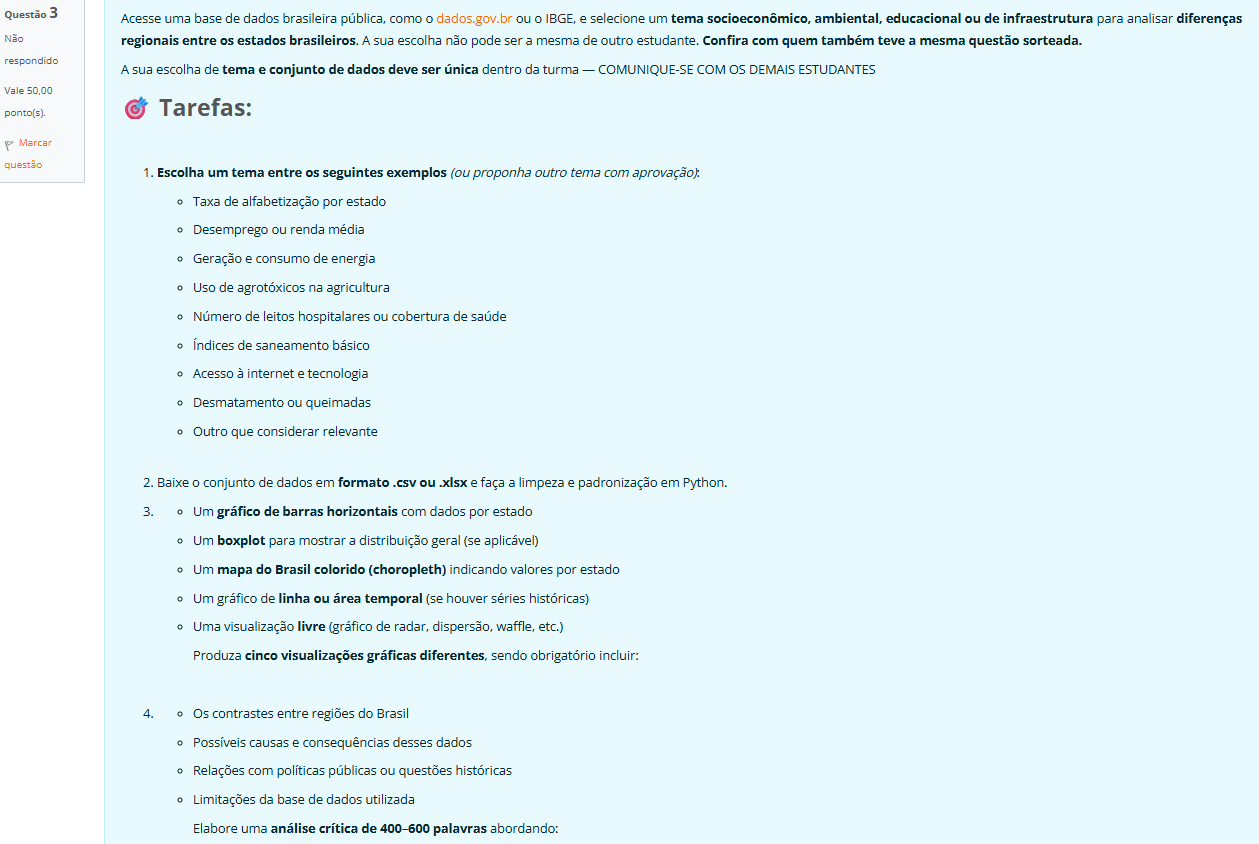 Questão 3
Não
respondido
Vale 50,00
ponto(s).
Marcar
questão
Acesse uma base de dados brasileira pública, como o dados.gov.br ou o IBGE, e selecione um tema socioeconômico, ambiental, educacional ou de infraestrutura para analisar diferenças
regionais entre os estados brasileiros. A sua escolha não pode ser a mesma de outro estudante. Confira com quem também teve a mesma questão sorteada.
A sua escolha de tema e conjunto de dados deve ser única dentro da turma — COMUNIQUE-SE COM OS DEMAIS ESTUDANTES
Tarefas:
1. Escolha um tema entre os seguintes exemplos (ou proponha outro tema com aprovação):
Taxa de alfabetização por estado
Desemprego ou renda média
Geração e consumo de energia
Uso de agrotóxicos na agricultura
Número de leitos hospitalares ou cobertura de saúde
Índices de saneamento básico
Acesso à internet e tecnologia
Desmatamento ou queimadas
Outro que considerar relevante
2. Baixe o conjunto de dados em formato .csv ou .xlsx e faça a limpeza e padronização em Python.
3. Um gráfico de barras horizontais com dados por estado
Um boxplot para mostrar a distribuição geral (se aplicável)
Um mapa do Brasil colorido (choropleth) indicando valores por estado
Um gráfico de linha ou área temporal (se houver séries históricas)
Uma visualização livre (gráfico de radar, dispersão, waffle, etc.)
Produza cinco visualizações gráficas diferentes, sendo obrigatório incluir:
4. Os contrastes entre regiões do Brasil
Possíveis causas e consequências desses dados
Relações com políticas públicas ou questões históricas
Limitações da base de dados utilizada
Elabore uma análise crítica de 400–600 palavras abordando: